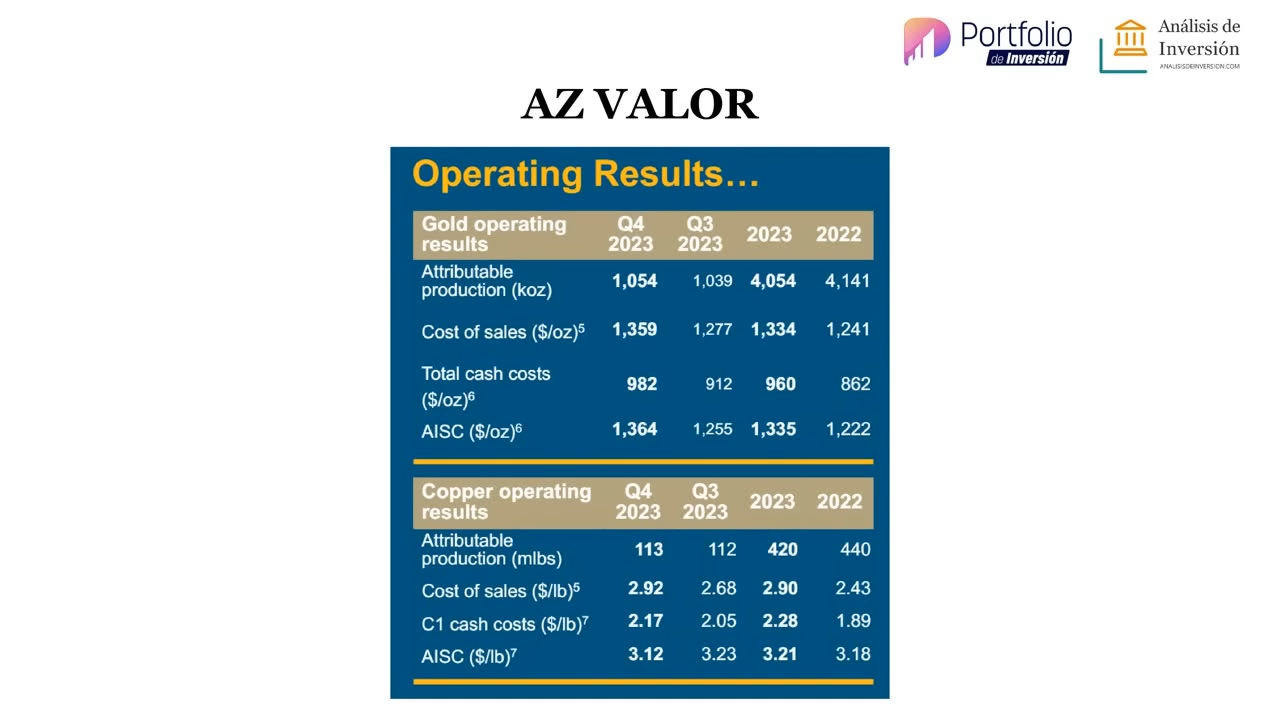 Portfolio
de Inversión
Análisis de
Inversión
ANALISISDEINVERSION.COM
AZ VALOR
Operating Results…
Gold operating results Q4 2023 Q3 2023 2023 2022
Attributable production (koz) 1,054 1,039 4,054 4,141
Cost of sales ($/oz)⁵ 1,359 1,277 1,334 1,241
Total cash costs ($/oz)⁶ 982 912 960 862
AISC ($/oz)⁶ 1,364 1,255 1,335 1,222
Copper operating results Q4 2023 Q3 2023 2023 2022
Attributable production (mlbs) 113 112 420 440
Cost of sales ($/lb)⁵ 2.92 2.68 2.90 2.43
C1 cash costs ($/lb)⁷ 2.17 2.05 2.28 1.89
AISC ($/lb)⁷ 3.12 3.23 3.21 3.18